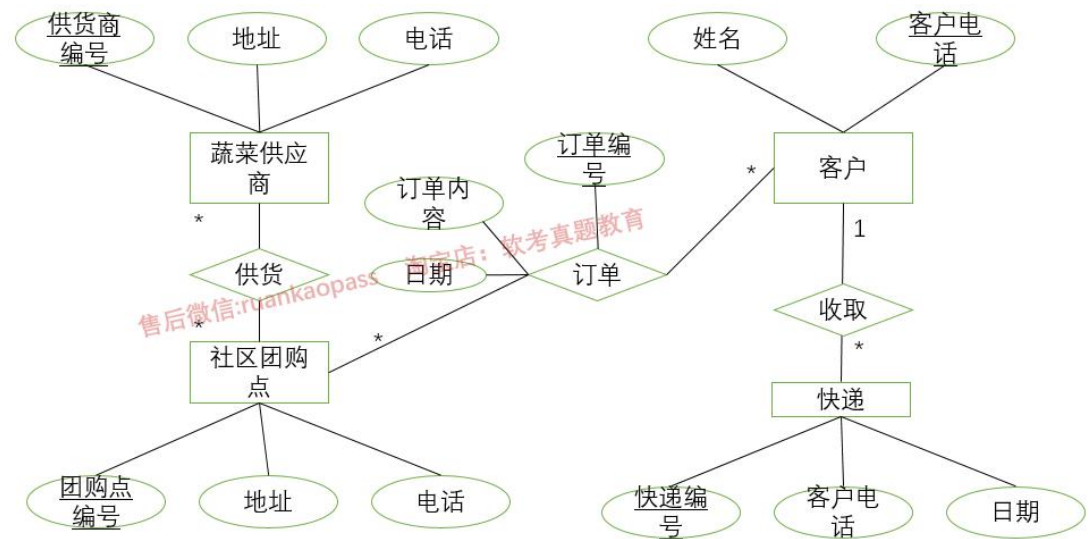 供货商
编号
地址
电话
姓名
客户电
话
蔬菜供应
商
订单编
号
客户
*
*
订单内
容
1
供货
日期
订单
收取
售后微信:ruankaopass 淘宝店：软考真题教育
*
*
*
社区团购
点
快递
团购点
编号
地址
电话
快递编
号
客户电
话
日期